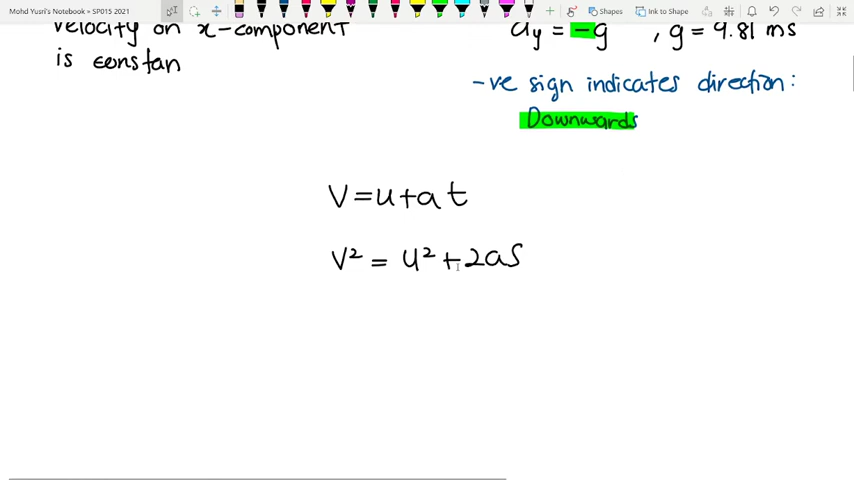 Mohd Yusri's Notebook » SP015 2021
Shapes
Ink to Shape
velocity on x-component
is constan
ay = -g , g = 9.81 ms
-ve sign indicates direction:
Downwards
V = u + at
V² = u² + 2as